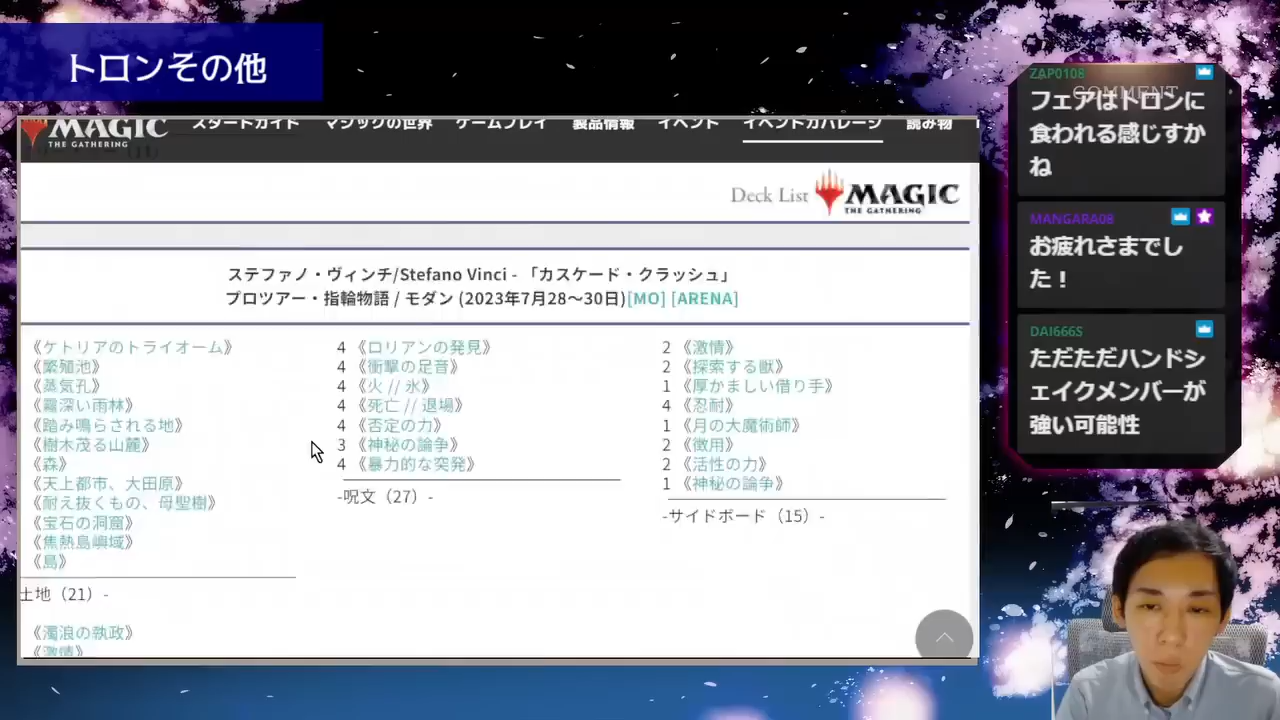 トロンその他
MAGIC
THE GATHERING
スタートガイド マジックの世界 ゲームプレイ 製品情報 イベント イベントカバレージ 読み物
Deck List MAGIC
THE GATHERING
ステファノ・ヴィンチ/Stefano Vinci - 「カスケード・クラッシュ」
プロツアー・指輪物語 / モダン (2023年7月28~30日)[MO] [ARENA]
《ケトリアのトライオーム》
《繁殖池》
《蒸気孔》
《霧深い雨林》
《踏み鳴らされる地》
《樹木茂る山麓》
《森》
《天上都市、大田原》
《耐え抜くもの、母聖樹》
《宝石の洞窟》
《焦熱島嶼域》
《島》
土地（21）-
《濁浪の執政》
《激情》
4 《ロリアンの発見》
4 《衝撃の足音》
4 《火 // 氷》
4 《死亡 // 退場》
4 《否定の力》
3 《神秘の論争》
4 《暴力的な突発》
-呪文（27）-
2 《激情》
2 《探索する獣》
1 《厚かましい借り手》
4 《忍耐》
1 《月の大魔術師》
2 《徴用》
2 《活性の力》
1 《神秘の論争》
-サイドボード（15）-
COMMENT
ZAP0108
フェアはトロンに
食われる感じすか
ね
MANGARA08
お疲れさまでし
た！
DAI666S
ただただハンドシ
ェイクメンバーが
強い可能性